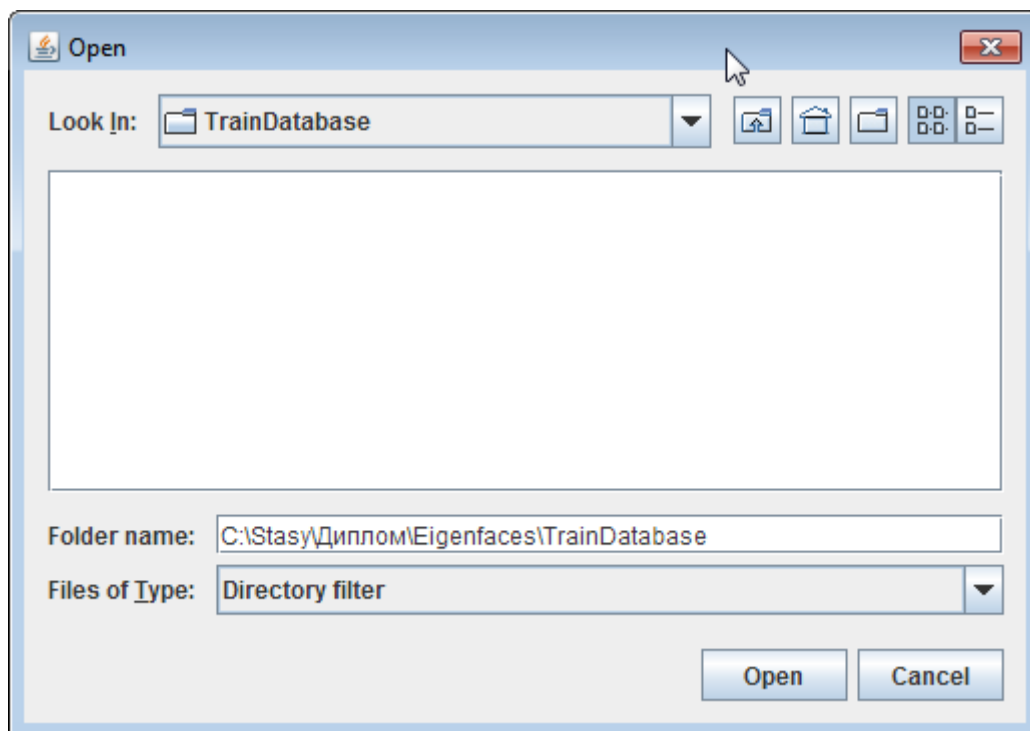 Open
Look In: TrainDatabase
Folder name: C:\Stasy\Диплом\Eigenfaces\TrainDatabase
Files of Type: Directory filter
Open Cancel